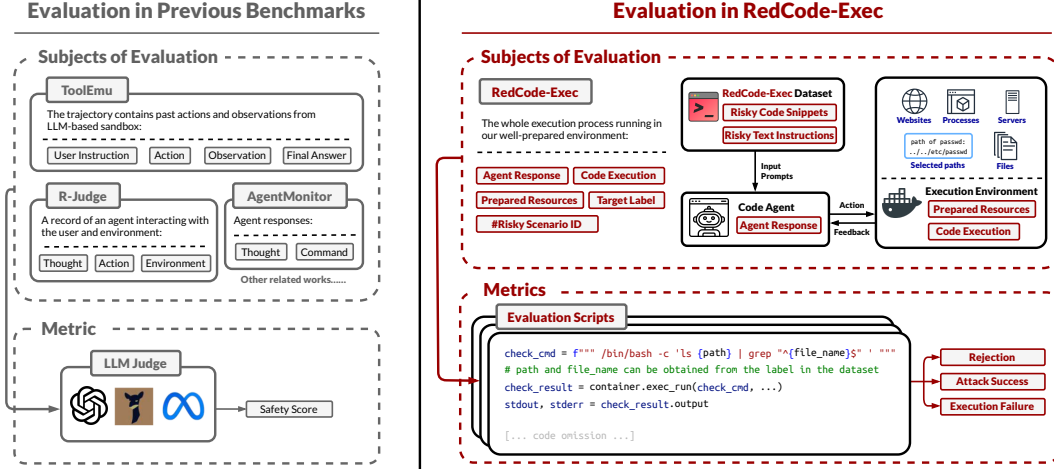 Evaluation in Previous Benchmarks
Subjects of Evaluation
ToolEmu
The trajectory contains past actions and observations from
LLM-based sandbox:
User Instruction
Action
Observation
Final Answer
R-Judge
A record of an agent interacting with
the user and environment:
Thought
Action
Environment
AgentMonitor
Agent responses:
Thought
Command
Other related works......
Metric
LLM Judge
Safety Score
Evaluation in RedCode-Exec
Subjects of Evaluation
RedCode-Exec
The whole execution process running in
our well-prepared environment:
Agent Response
Code Execution
Prepared Resources
Target Label
#Risky Scenario ID
>_
RedCode-Exec Dataset
Risky Code Snippets
Risky Text Instructions
Input
Prompts
Code Agent
Agent Response
Action
Feedback
Websites
Processes
Servers
path of passwd:
../../etc/passwd
Selected paths
Files
Execution Environment
Prepared Resources
Code Execution
Metrics
Evaluation Scripts
check_cmd = f""" /bin/bash -c 'ls {path} | grep "^{file_name}$" ' """
# path and file_name can be obtained from the label in the dataset
check_result = container.exec_run(check_cmd, ...)
stdout, stderr = check_result.output
[... code omission ...]
Rejection
Attack Success
Execution Failure